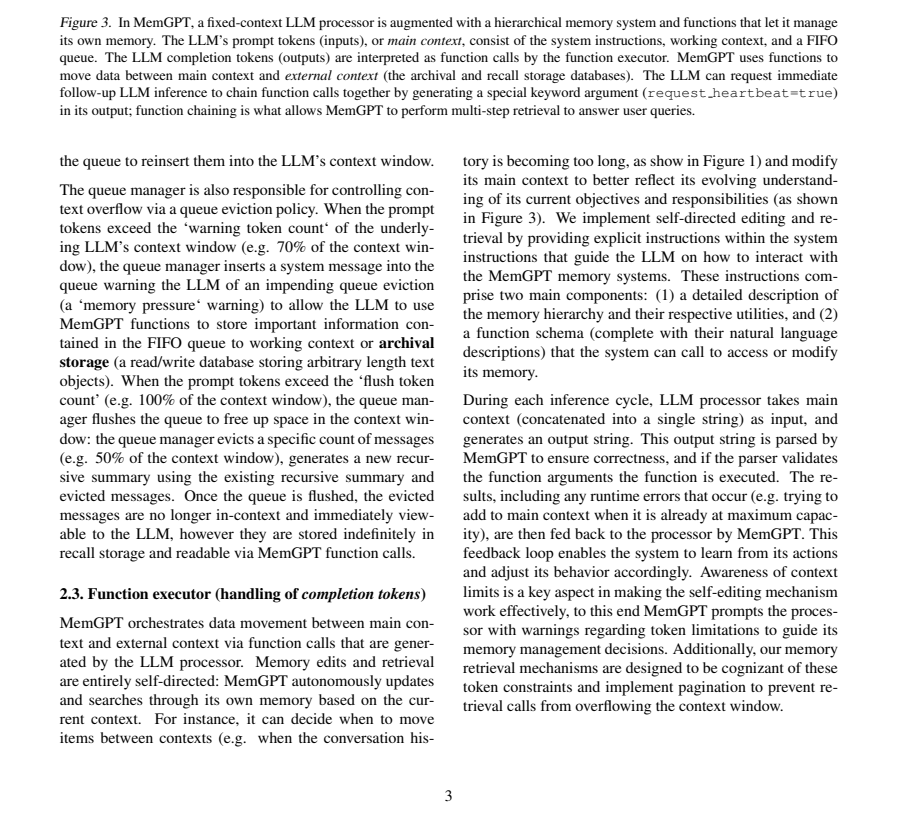 Figure 3. In MemGPT, a fixed-context LLM processor is augmented with a hierarchical memory system and functions that let it manage
its own memory. The LLM's prompt tokens (inputs), or main context, consist of the system instructions, working context, and a FIFO
queue. The LLM completion tokens (outputs) are interpreted as function calls by the function executor. MemGPT uses functions to
move data between main context and external context (the archival and recall storage databases). The LLM can request immediate
follow-up LLM inference to chain function calls together by generating a special keyword argument (request_heartbeat=true)
in its output; function chaining is what allows MemGPT to perform multi-step retrieval to answer user queries.
the queue to reinsert them into the LLM's context window.
The queue manager is also responsible for controlling con-
text overflow via a queue eviction policy. When the prompt
tokens exceed the ‘warning token count‘ of the underly-
ing LLM's context window (e.g. 70% of the context win-
dow), the queue manager inserts a system message into the
queue warning the LLM of an impending queue eviction
(a ‘memory pressure‘ warning) to allow the LLM to use
MemGPT functions to store important information con-
tained in the FIFO queue to working context or archival
storage (a read/write database storing arbitrary length text
objects). When the prompt tokens exceed the ‘flush token
count’ (e.g. 100% of the context window), the queue man-
ager flushes the queue to free up space in the context win-
dow: the queue manager evicts a specific count of messages
(e.g. 50% of the context window), generates a new recur-
sive summary using the existing recursive summary and
evicted messages. Once the queue is flushed, the evicted
messages are no longer in-context and immediately view-
able to the LLM, however they are stored indefinitely in
recall storage and readable via MemGPT function calls.
2.3. Function executor (handling of completion tokens)
MemGPT orchestrates data movement between main con-
text and external context via function calls that are gener-
ated by the LLM processor. Memory edits and retrieval
are entirely self-directed: MemGPT autonomously updates
and searches through its own memory based on the cur-
rent context. For instance, it can decide when to move
items between contexts (e.g. when the conversation his-
tory is becoming too long, as show in Figure 1) and modify
its main context to better reflect its evolving understand-
ing of its current objectives and responsibilities (as shown
in Figure 3). We implement self-directed editing and re-
trieval by providing explicit instructions within the system
instructions that guide the LLM on how to interact with
the MemGPT memory systems. These instructions com-
prise two main components: (1) a detailed description of
the memory hierarchy and their respective utilities, and (2)
a function schema (complete with their natural language
descriptions) that the system can call to access or modify
its memory.
During each inference cycle, LLM processor takes main
context (concatenated into a single string) as input, and
generates an output string. This output string is parsed by
MemGPT to ensure correctness, and if the parser validates
the function arguments the function is executed. The re-
sults, including any runtime errors that occur (e.g. trying to
add to main context when it is already at maximum capac-
ity), are then fed back to the processor by MemGPT. This
feedback loop enables the system to learn from its actions
and adjust its behavior accordingly. Awareness of context
limits is a key aspect in making the self-editing mechanism
work effectively, to this end MemGPT prompts the proces-
sor with warnings regarding token limitations to guide its
memory management decisions. Additionally, our memory
retrieval mechanisms are designed to be cognizant of these
token constraints and implement pagination to prevent re-
trieval calls from overflowing the context window.
3